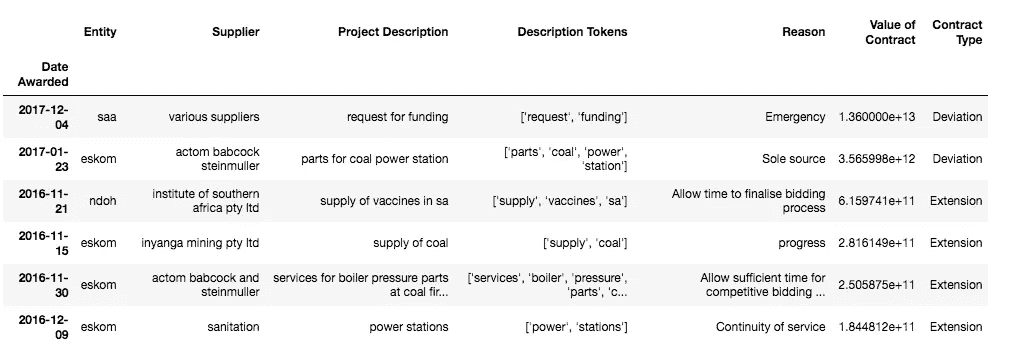 Entity Supplier Project Description Description Tokens Reason Value of Contract Contract Type
Date Awarded
2017-12-04 saa various suppliers request for funding ['request', 'funding'] Emergency 1.360000e+13 Deviation
2017-01-23 eskom actom babcock steinmuller parts for coal power station ['parts', 'coal', 'power', 'station'] Sole source 3.565998e+12 Deviation
2016-11-21 ndoh institute of southern africa pty ltd supply of vaccines in sa ['supply', 'vaccines', 'sa'] Allow time to finalise bidding process 6.159741e+11 Extension
2016-11-15 eskom inyanga mining pty ltd supply of coal ['supply', 'coal'] progress 2.816149e+11 Extension
2016-11-30 eskom actom babcock and steinmuller services for boiler pressure parts at coal fir... ['services', 'boiler', 'pressure', 'parts', 'c... Allow sufficient time for competitive bidding ... 2.505875e+11 Extension
2016-12-09 eskom sanitation power stations ['power', 'stations'] Continuity of service 1.844812e+11 Extension